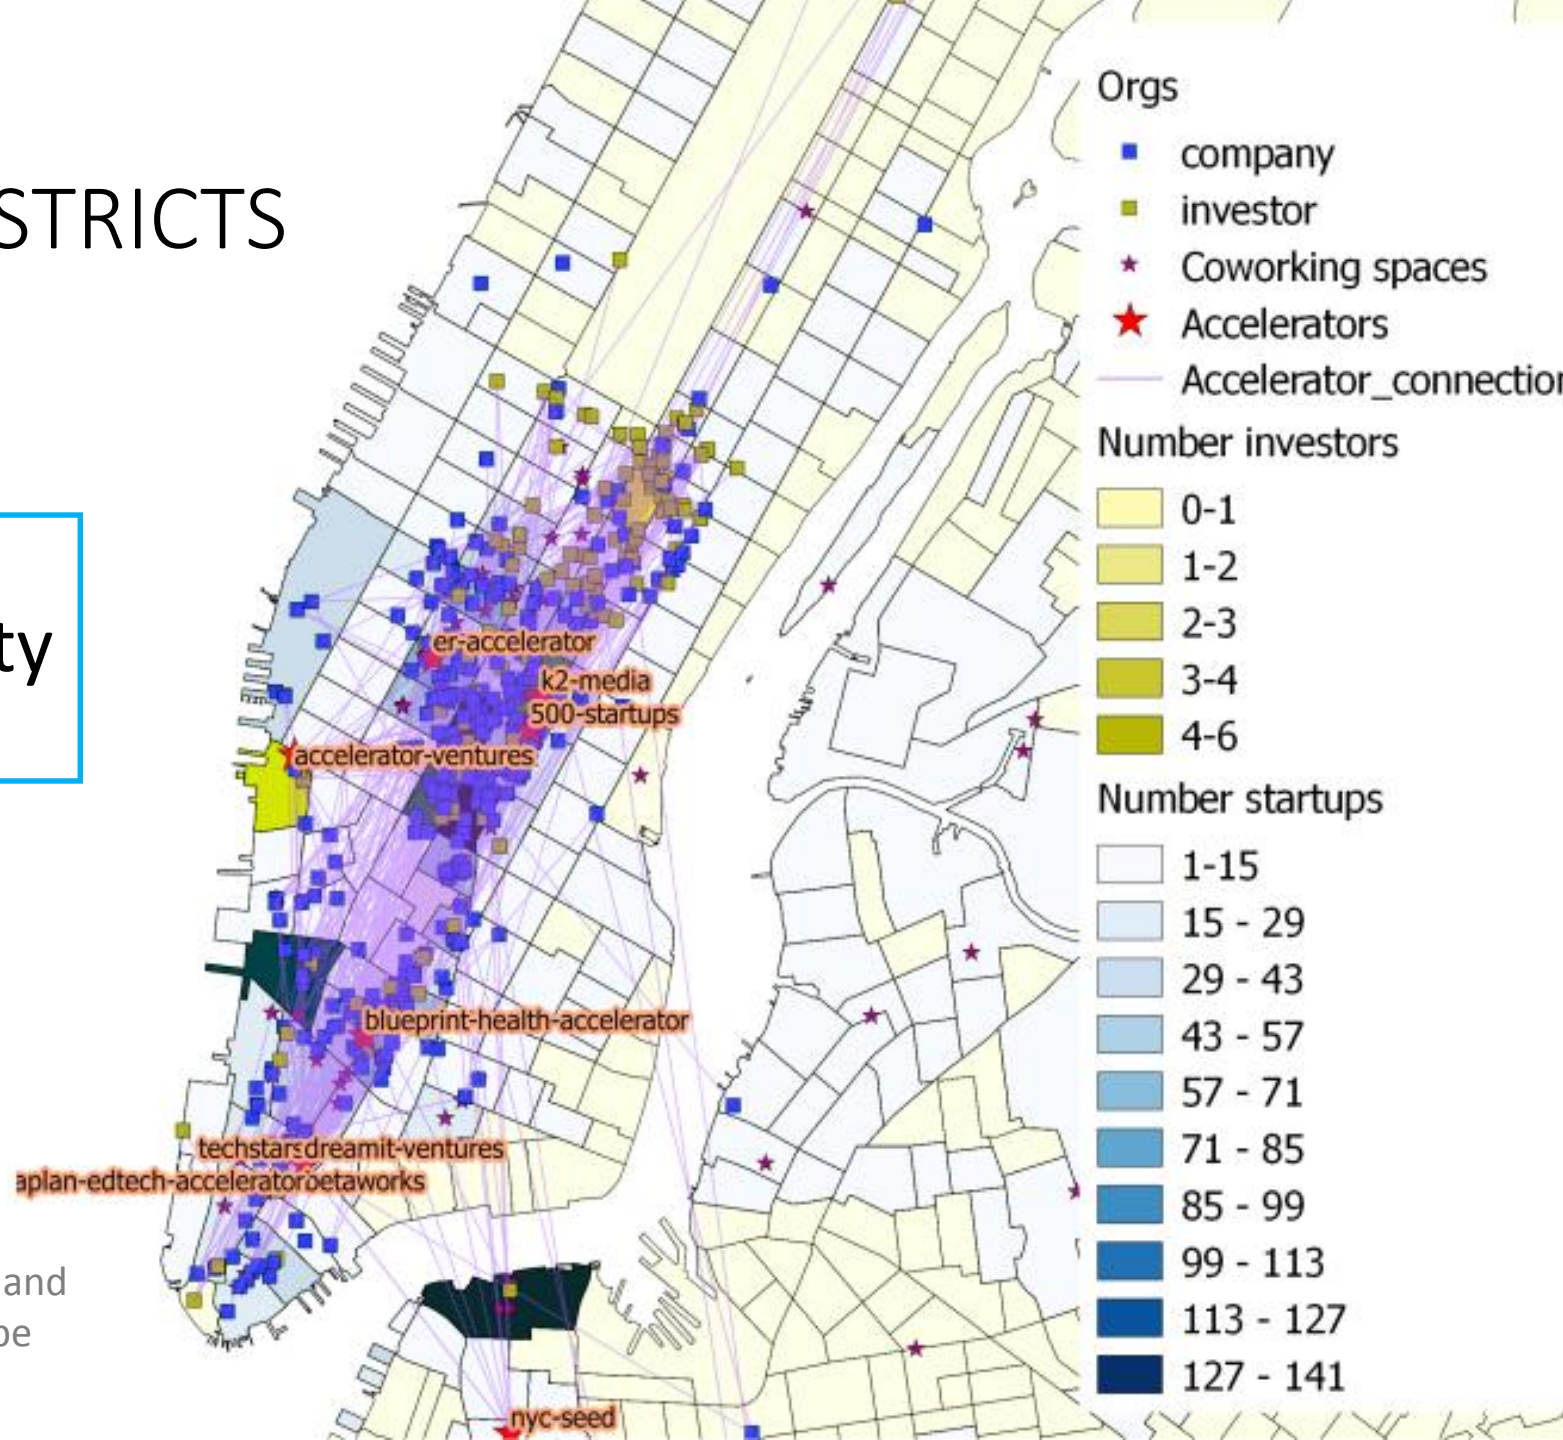 STRICTS
ty
and
be
er-accelerator
k2-media
500-startups
accelerator-ventures
blueprint-health-accelerator
techstarsdreamit-ventures
aplan-edtech-accelerator
etaworks
nyc-seed
Orgs
company
investor
Coworking spaces
Accelerators
Accelerator_connection
Number investors
0-1
1-2
2-3
3-4
4-6
Number startups
1-15
15 - 29
29 - 43
43 - 57
57 - 71
71 - 85
85 - 99
99 - 113
113 - 127
127 - 141